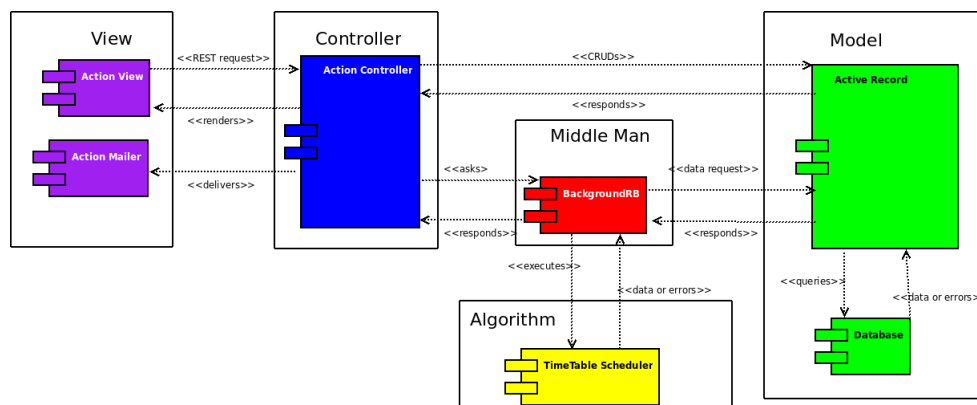 View
Controller
Model
<<REST request>>
<<CRUDs>>
Action View
Action Controller
Active Record
<<renders>>
<<responds>>
Middle Man
Action Mailer
<<asks>
<<data request>>
<<delivers>>
BackgroundRB
<<responds>>
<<responds>>
<<executes>>
<<queries>>
<<data or errors>>
<<data or errors>>
Algorithm
Database
TimeTable Scheduler